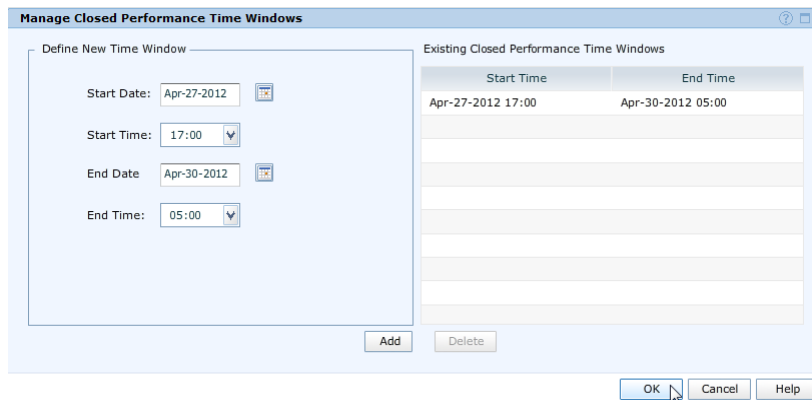 Manage Closed Performance Time Windows
Define New Time Window
Start Date: Apr-27-2012
Start Time: 17:00
End Date Apr-30-2012
End Time: 05:00
Existing Closed Performance Time Windows
Start Time End Time
Apr-27-2012 17:00 Apr-30-2012 05:00
Add Delete
OK Cancel Help